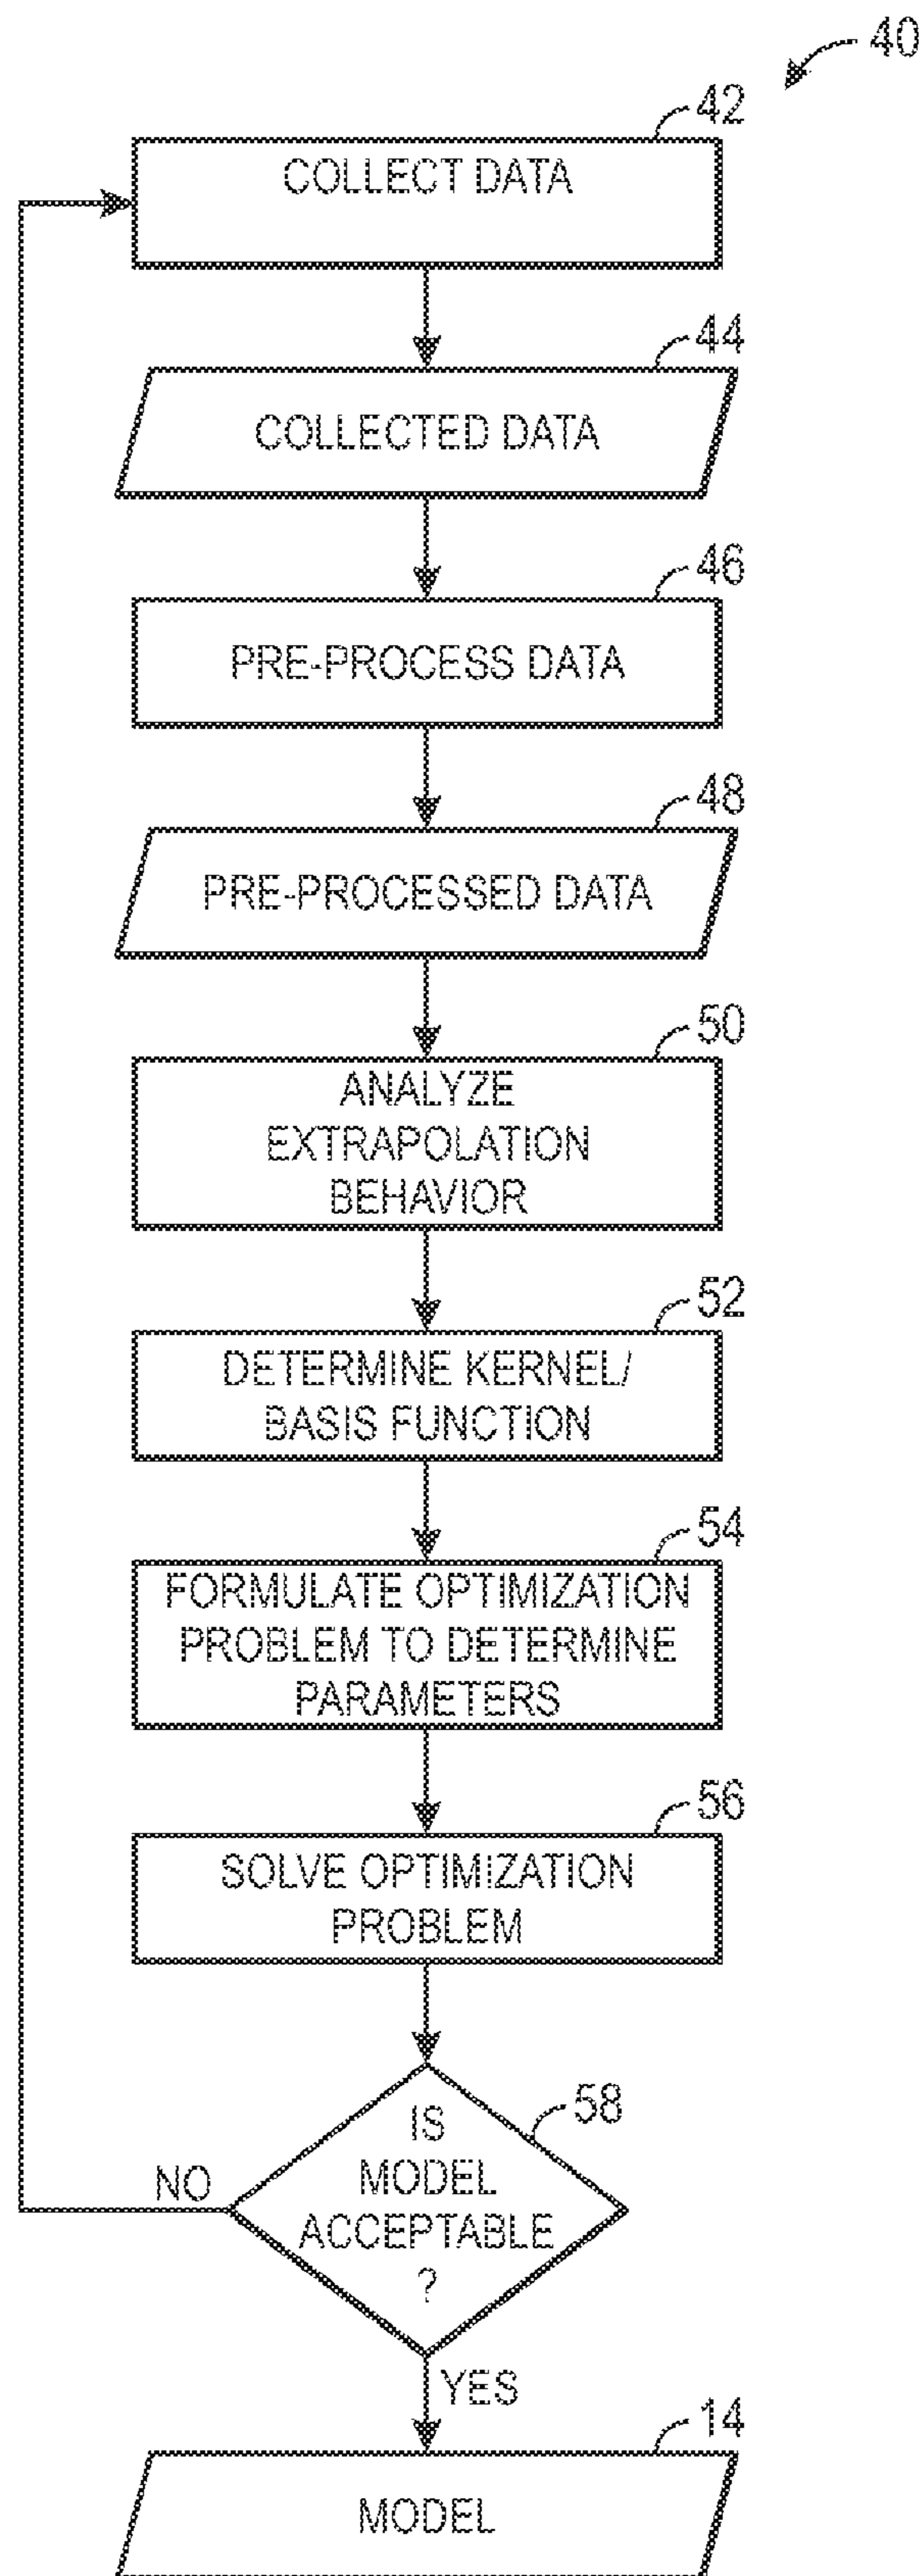 40
42
COLLECT DATA
44
COLLECTED DATA
46
PRE-PROCESS DATA
48
PRE-PROCESSED DATA
50
ANALYZE
EXTRAPOLATION
BEHAVIOR
52
DETERMINE KERNEL/
BASIS FUNCTION
54
FORMULATE OPTIMIZATION
PROBLEM TO DETERMINE
PARAMETERS
56
SOLVE OPTIMIZATION
PROBLEM
58
IS
MODEL
ACCEPTABLE
?
NO
YES
14
MODEL